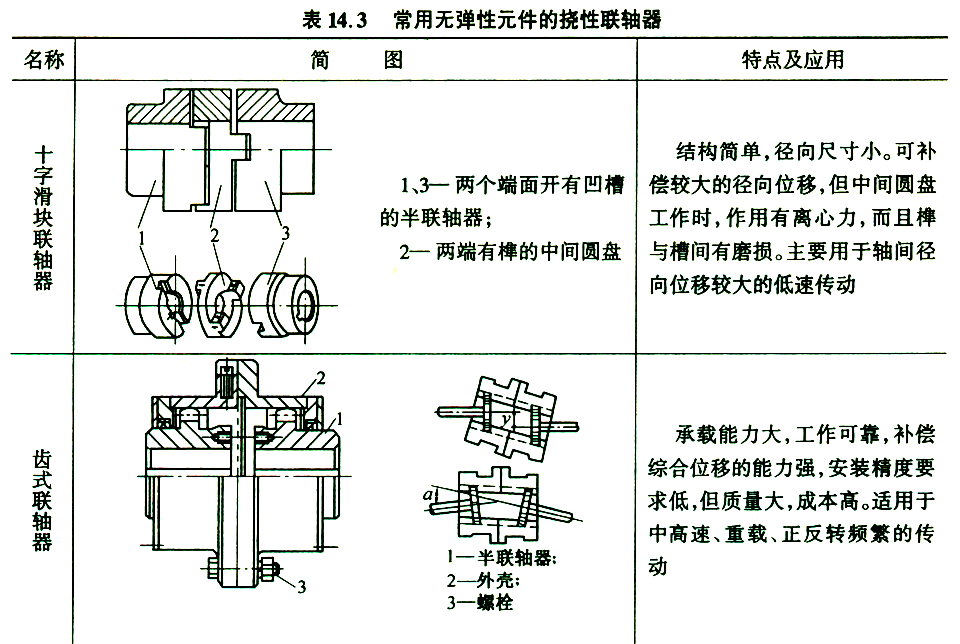 表 14.3 常用无弹性元件的挠性联轴器
名称
简 图
特点及应用
十字滑块联轴器
1
2
3
1、3— 两个端面开有凹槽
的半联轴器;
2— 两端有榫的中间圆盘
结构简单,径向尺寸小。可补
偿较大的径向位移,但中间圆盘
工作时,作用有离心力,而且榫
与槽间有磨损。主要用于轴间径
向位移较大的低速传动
齿式联轴器
2
1
3
y
α
1—半联轴器;
2—外壳;
3—螺栓
承载能力大,工作可靠,补偿
综合位移的能力强,安装精度要
求低,但质量大,成本高。适用于
中高速、重载、正反转频繁的传
动